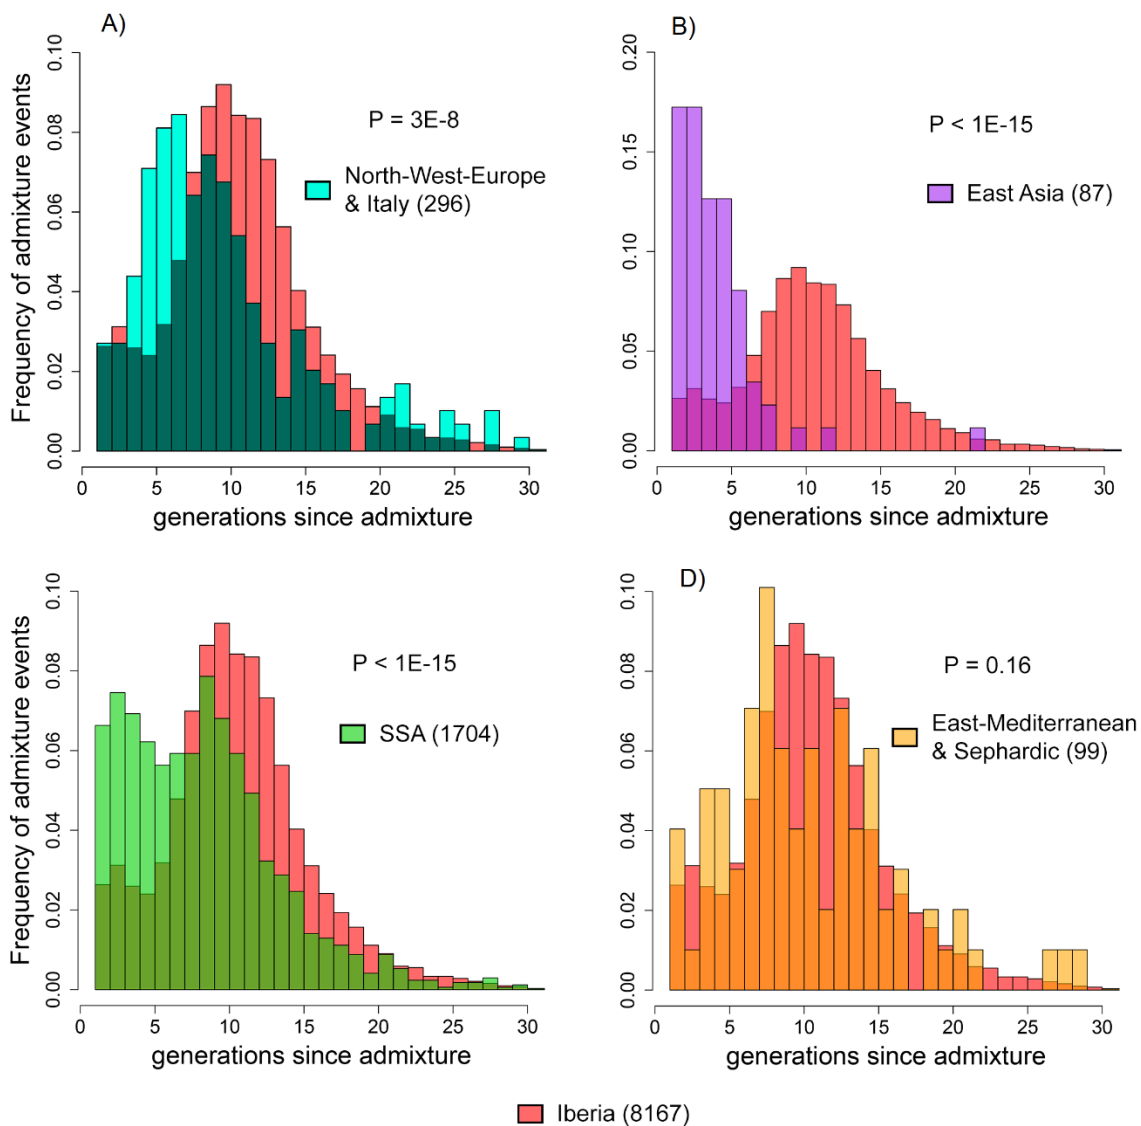 A)
Frequency of admixture events
0.00 0.02 0.04 0.06 0.08 0.10
P = 3E-8
North-West-Europe
& Italy (296)
0 5 10 15 20 25 30
generations since admixture
B)
0.00 0.05 0.10 0.15 0.20
P < 1E-15
East Asia (87)
0 5 10 15 20 25 30
generations since admixture
Frequency of admixture events
0.00 0.02 0.04 0.06 0.08 0.10
P < 1E-15
SSA (1704)
0 5 10 15 20 25 30
generations since admixture
D)
0.00 0.02 0.04 0.06 0.08 0.10
P = 0.16
East-Mediterranean
& Sephardic (99)
0 5 10 15 20 25 30
generations since admixture
Iberia (8167)